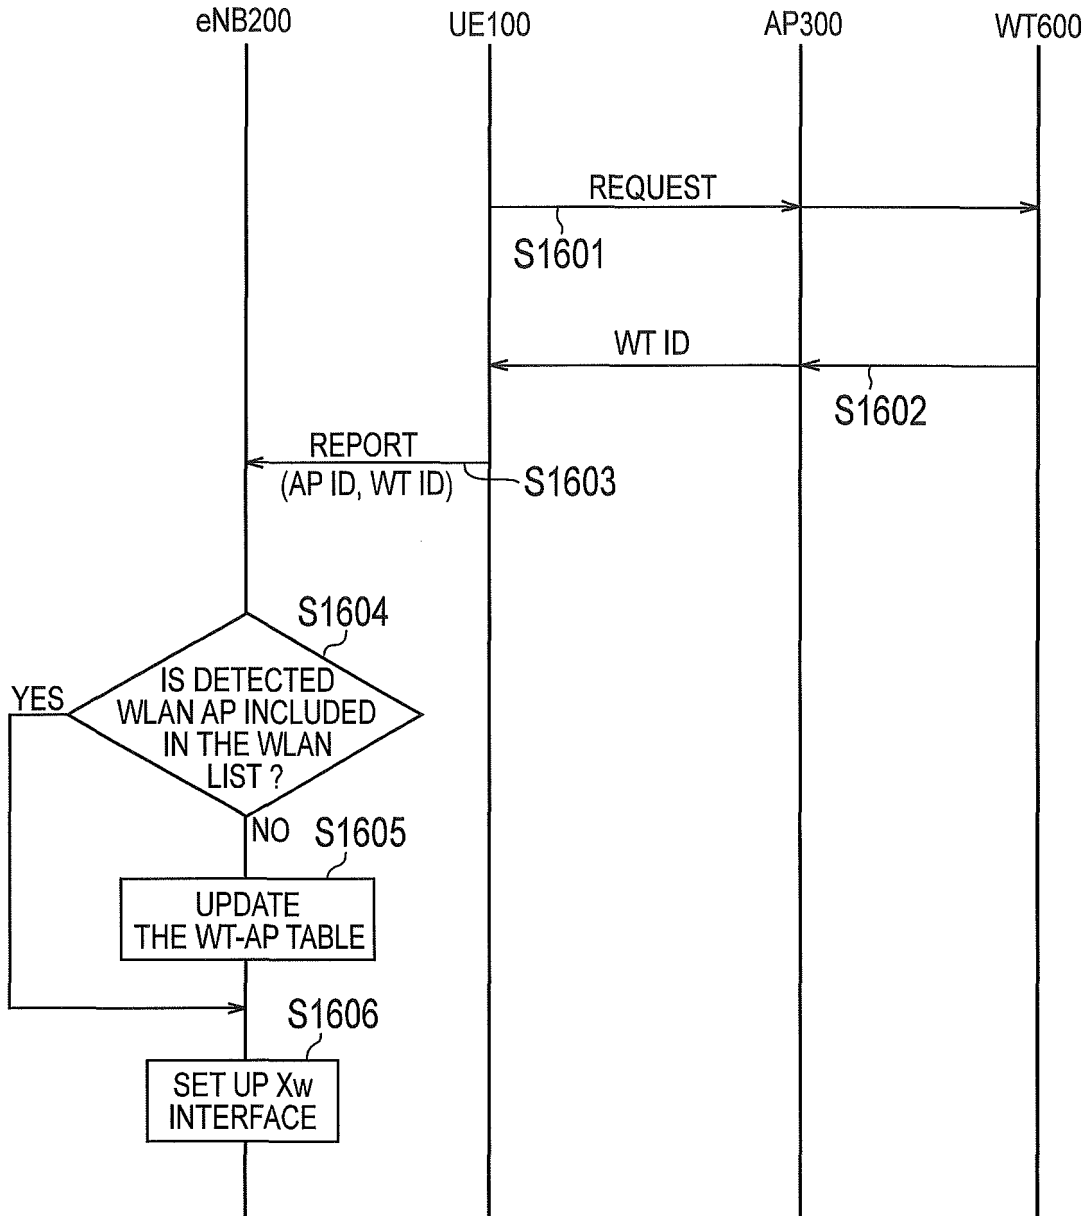 eNB200
UE100
AP300
WT600
REQUEST
S1601
WT ID
S1602
REPORT
(AP ID, WT ID)
S1603
S1604
IS DETECTED
WLAN AP INCLUDED
IN THE WLAN
LIST ?
YES
NO
S1605
UPDATE
THE WT-AP TABLE
S1606
SET UP Xw
INTERFACE